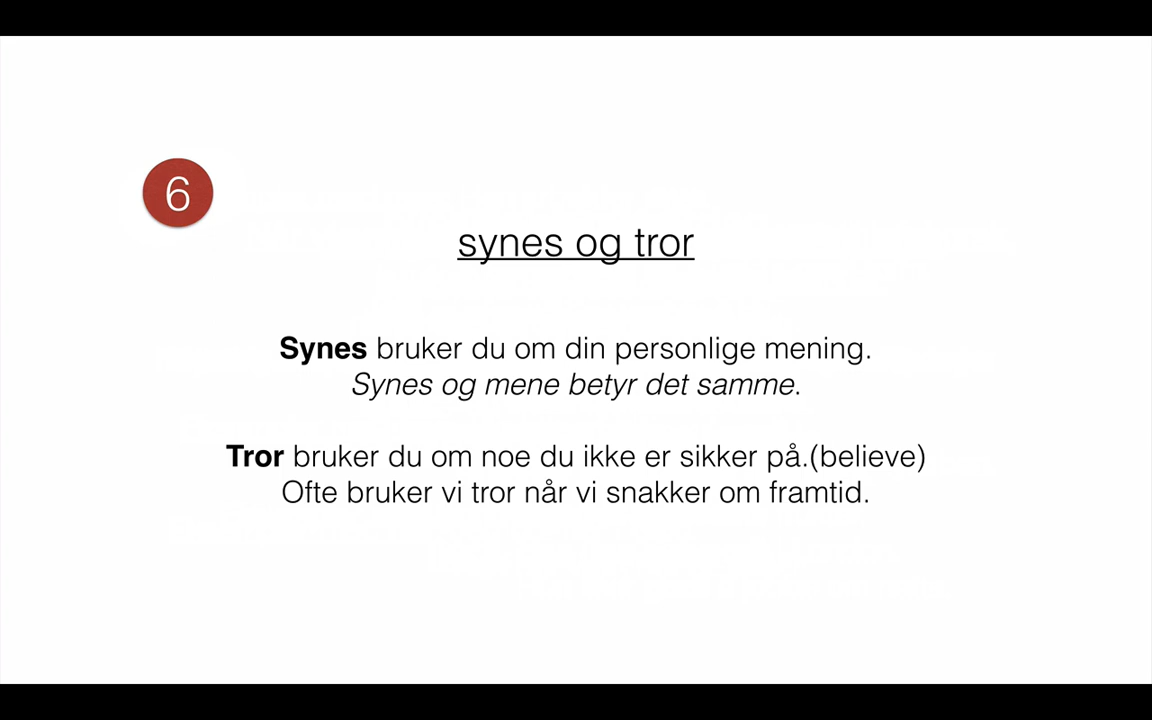 6
synes og tror
Synes bruker du om din personlige mening.
Synes og mene betyr det samme.
Tror bruker du om noe du ikke er sikker på.(believe)
Ofte bruker vi tror når vi snakker om framtid.